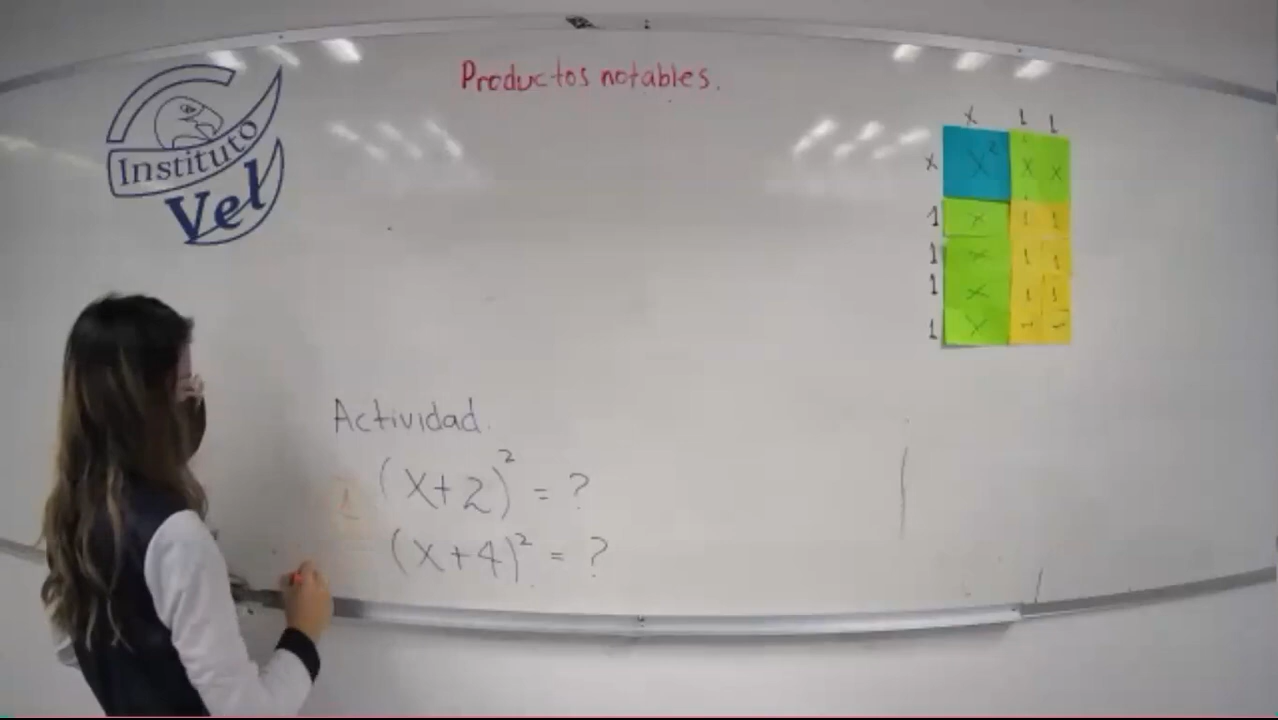 Productos notables.
Instituto
Vel
x 1 1
x x² x x
1 x 1 1
1 x 1 1
1 x 1 1
1 x 1 1
Actividad.
1 (x+2)² = ?
(x+4)² = ?